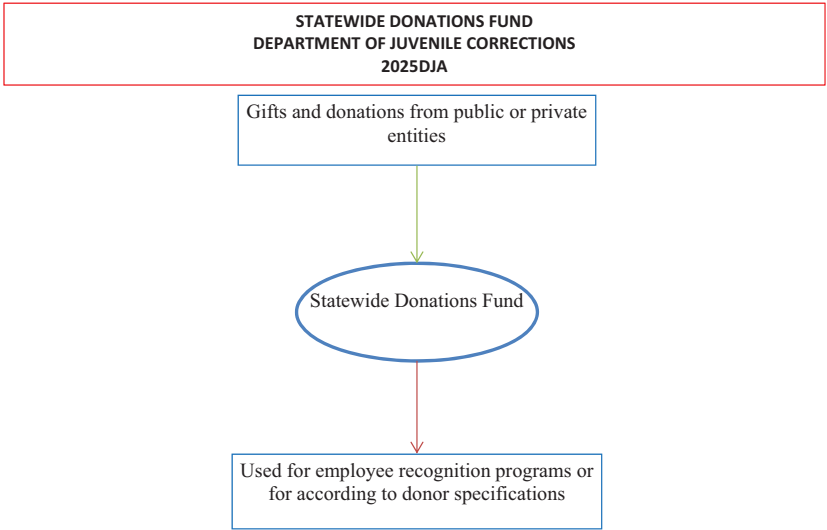 STATEWIDE DONATIONS FUND
DEPARTMENT OF JUVENILE CORRECTIONS
2025DJA
Gifts and donations from public or private
entities
Statewide Donations Fund
Used for employee recognition programs or
for according to donor specifications